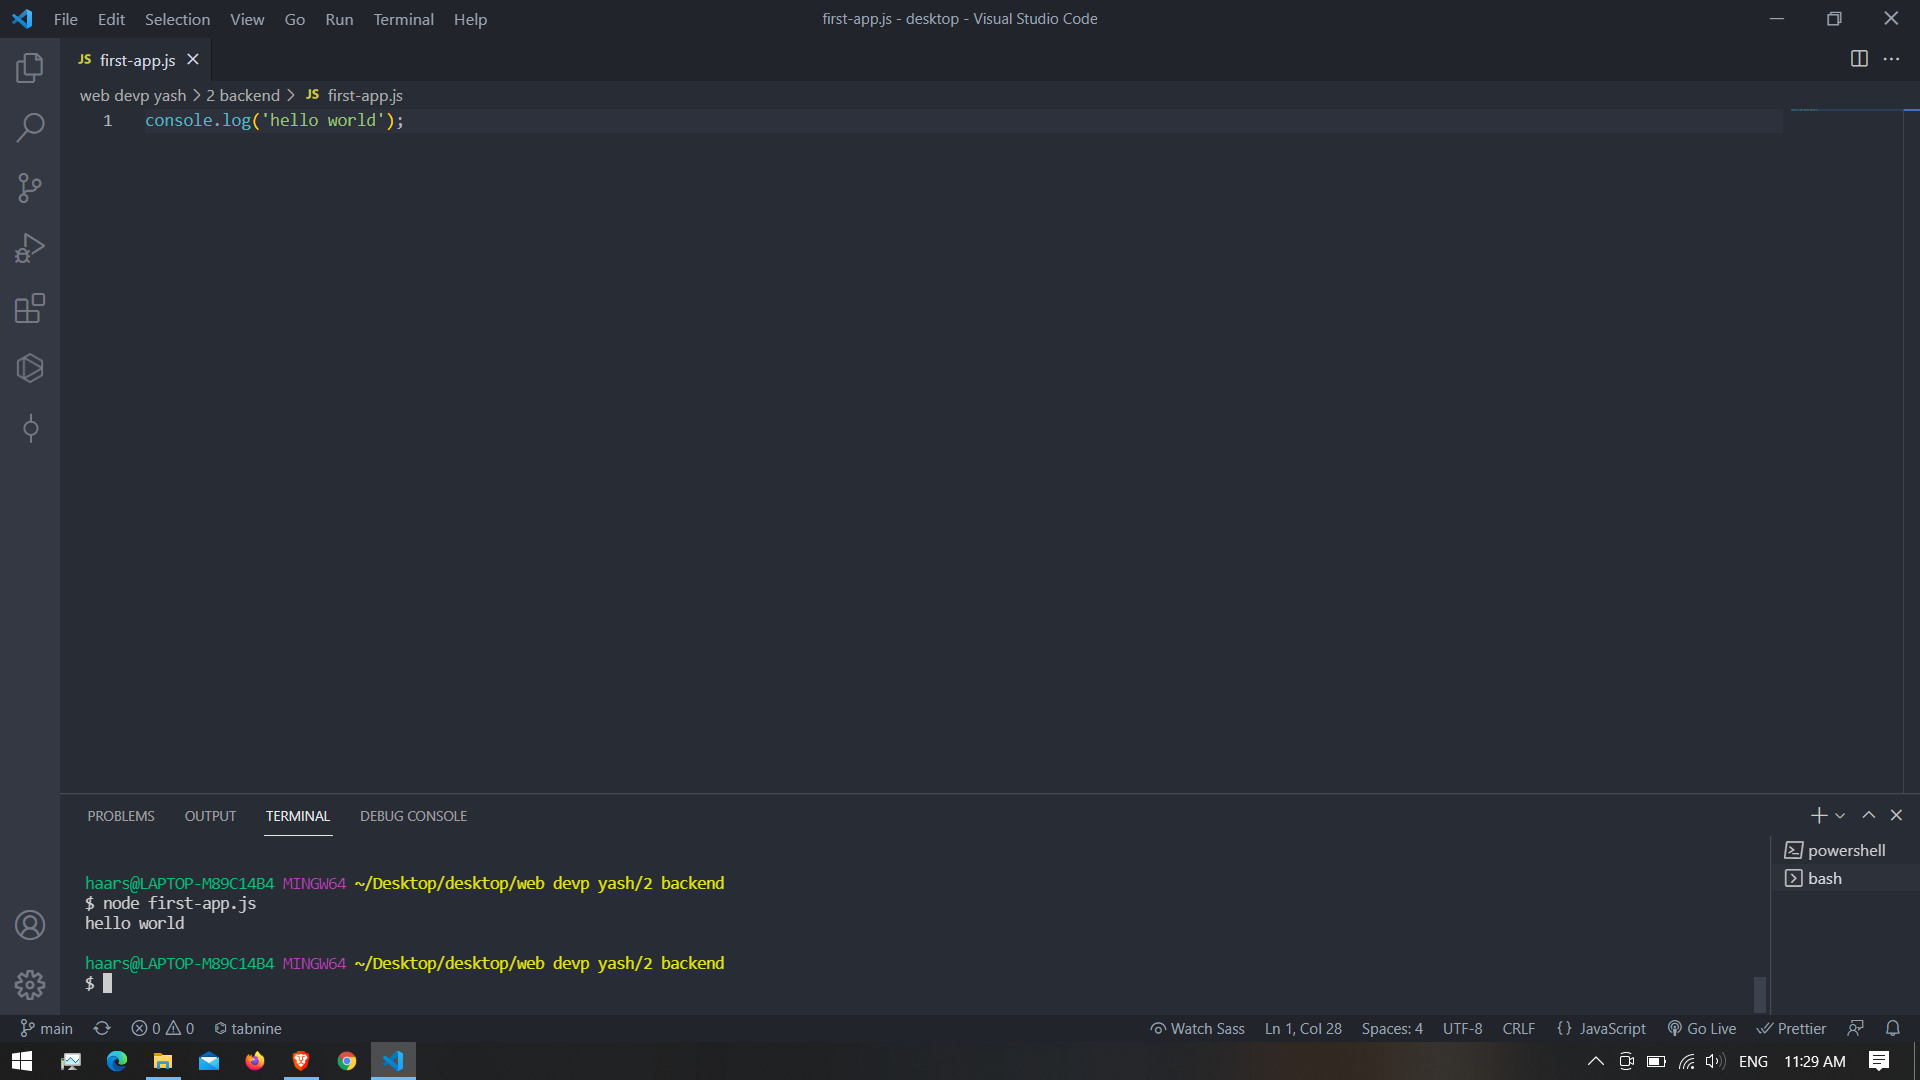 File Edit Selection View Go Run Terminal Help
first-app.js - desktop - Visual Studio Code
JS first-app.js
web devp yash > 2 backend > JS first-app.js
1 console.log('hello world');
PROBLEMS OUTPUT TERMINAL DEBUG CONSOLE
powershell
bash
haars@LAPTOP-M89C14B4 MINGW64 ~/Desktop/desktop/web devp yash/2 backend
$ node first-app.js
hello world
haars@LAPTOP-M89C14B4 MINGW64 ~/Desktop/desktop/web devp yash/2 backend
$
main 0 0 tabnine Watch Sass Ln 1, Col 28 Spaces: 4 UTF-8 CRLF {} JavaScript Go Live Prettier
ENG 11:29 AM